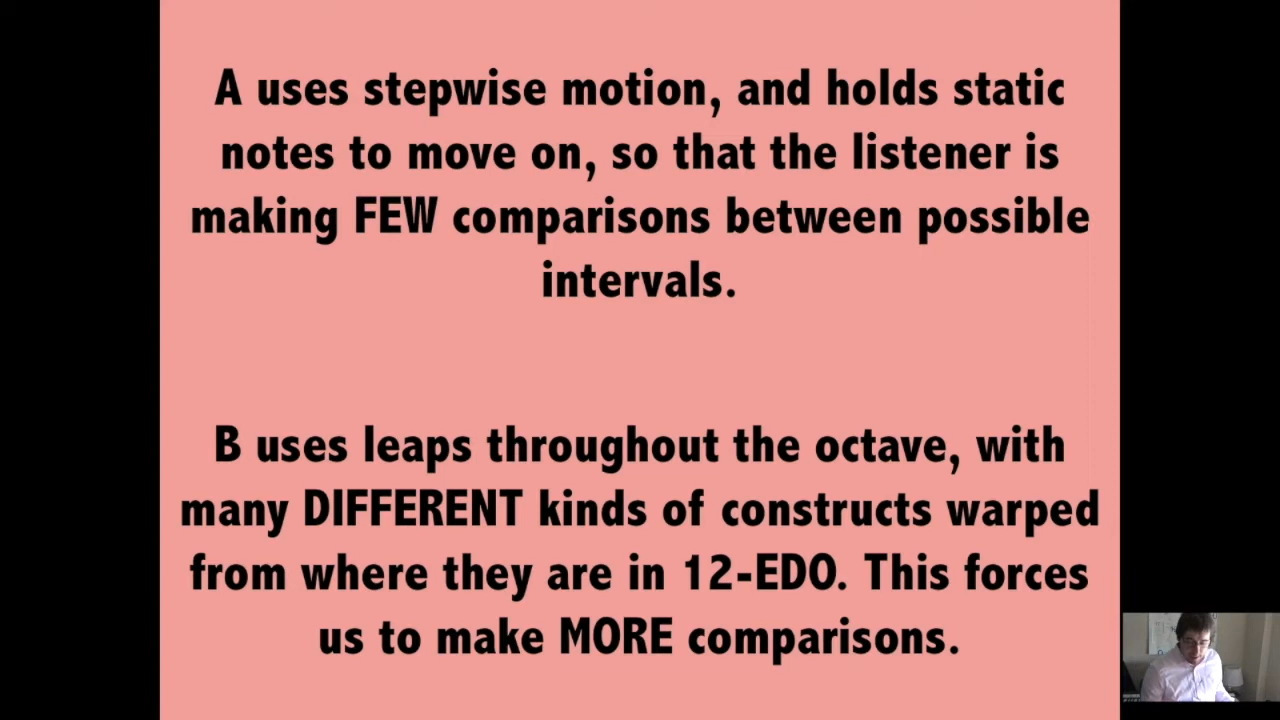 A uses stepwise motion, and holds static
notes to move on, so that the listener is
making FEW comparisons between possible
intervals.
B uses leaps throughout the octave, with
many DIFFERENT kinds of constructs warped
from where they are in 12-EDO. This forces
us to make MORE comparisons.